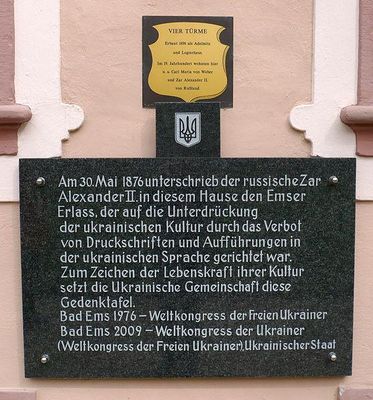 VIER TÜRME
Erbaut 1696 als Adelssitz
und Logierhaus
Im 19. Jahrhundert wohnten hier
u. a. Carl Maria von Weber
und Zar Alexander II.
von Rußland.
Am 30. Mai 1876 unterschrieb der russische Zar
Alexander II. in diesem Hause den Emser
Erlass, der auf die Unterdrückung
der ukrainischen Kultur durch das Verbot
von Druckschriften und Aufführungen in
der ukrainischen Sprache gerichtet war.
Zum Zeichen der Lebenskraft ihrer Kultur
setzt die Ukrainische Gemeinschaft diese
Gedenktafel.
Bad Ems 1976 – Weltkongress der Freien Ukrainer
Bad Ems 2009 – Weltkongress der Ukrainer
(Weltkongress der Freien Ukrainer), Ukrainischer Staat